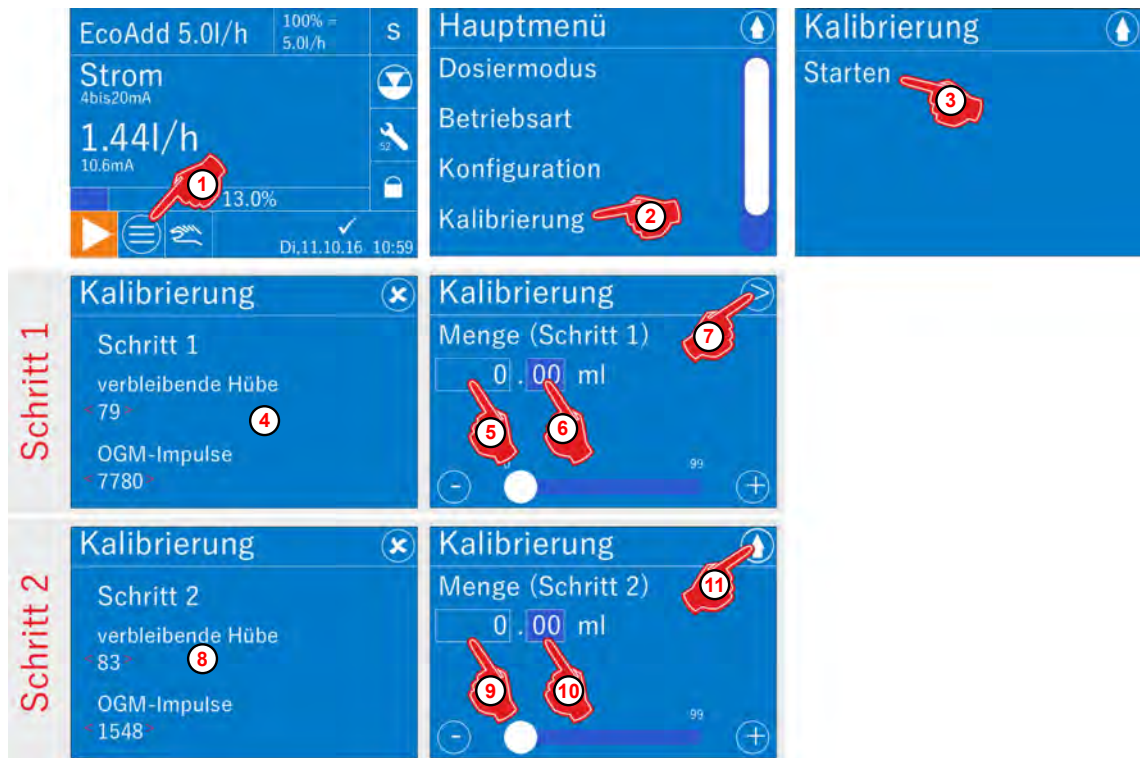 EcoAdd 5.0l/h
100% =
5.0l/h
S
Strom
4bis20mA
1.44l/h
10.6mA
52
1
13.0%
Di,11.10.16 10:59
Hauptmenü
Dosiermodus
Betriebsart
Konfiguration
Kalibrierung
2
Kalibrierung
Starten
3
Schritt 1
Kalibrierung
Schritt 1
verbleibende Hübe
79
4
OGM-Impulse
7780
Kalibrierung
7
Menge (Schritt 1)
0 . 00 ml
5
6
0
99
-
+
Schritt 2
Kalibrierung
Schritt 2
verbleibende Hübe
83
8
OGM-Impulse
1548
Kalibrierung
11
Menge (Schritt 2)
0 . 00 ml
9
10
99
-
+